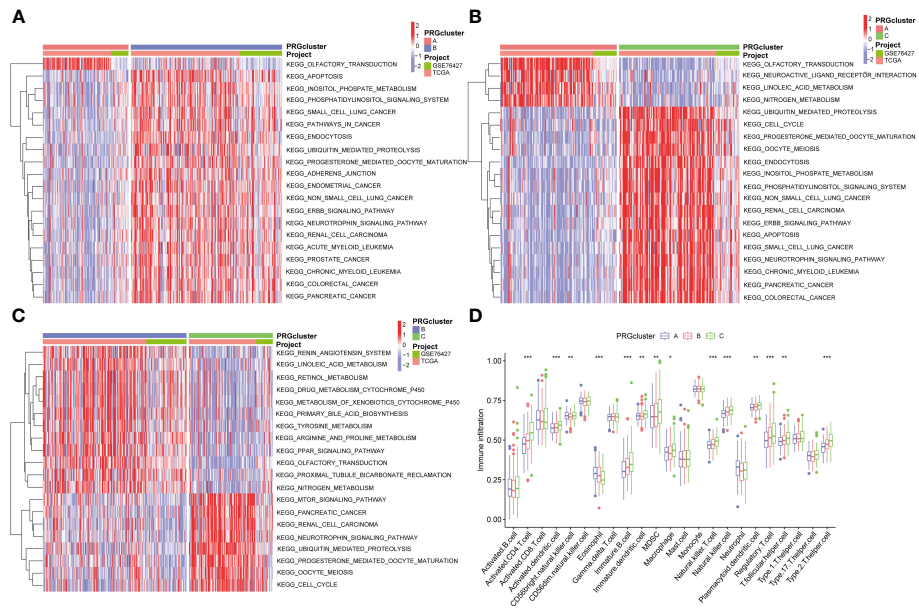 A
PRGcluster
Project
2
1
0
−1
−2
PRGcluster
A
B
Project
GSE76427
TCGA
KEGG_OLFACTORY_TRANSDUCTION
KEGG_APOPTOSIS
KEGG_INOSITOL_PHOSPHATE_METABOLISM
KEGG_PHOSPHATIDYLINOSITOL_SIGNALING_SYSTEM
KEGG_SMALL_CELL_LUNG_CANCER
KEGG_PATHWAYS_IN_CANCER
KEGG_ENDOCYTOSIS
KEGG_UBIQUITIN_MEDIATED_PROTEOLYSIS
KEGG_PROGESTERONE_MEDIATED_OOCYTE_MATURATION
KEGG_ADHERENS_JUNCTION
KEGG_ENDOMETRIAL_CANCER
KEGG_NON_SMALL_CELL_LUNG_CANCER
KEGG_ERBB_SIGNALING_PATHWAY
KEGG_NEUROTROPHIN_SIGNALING_PATHWAY
KEGG_RENAL_CELL_CARCINOMA
KEGG_ACUTE_MYELOID_LEUKEMIA
KEGG_PROSTATE_CANCER
KEGG_CHRONIC_MYELOID_LEUKEMIA
KEGG_COLORECTAL_CANCER
KEGG_PANCREATIC_CANCER
B
PRGcluster
Project
2
1
0
−1
−2
PRGcluster
A
C
Project
GSE76427
TCGA
KEGG_OLFACTORY_TRANSDUCTION
KEGG_NEUROACTIVE_LIGAND_RECEPTOR_INTERACTION
KEGG_LINOLEIC_ACID_METABOLISM
KEGG_NITROGEN_METABOLISM
KEGG_UBIQUITIN_MEDIATED_PROTEOLYSIS
KEGG_CELL_CYCLE
KEGG_PROGESTERONE_MEDIATED_OOCYTE_MATURATION
KEGG_OOCYTE_MEIOSIS
KEGG_ENDOCYTOSIS
KEGG_INOSITOL_PHOSPATE_METABOLISM
KEGG_PHOSPHATIDYLINOSITOL_SIGNALING_SYSTEM
KEGG_NON_SMALL_CELL_LUNG_CANCER
KEGG_RENAL_CELL_CARCINOMA
KEGG_ERBB_SIGNALING_PATHWAY
KEGG_APOPTOSIS
KEGG_SMALL_CELL_LUNG_CANCER
KEGG_NEUROTROPHIN_SIGNALING_PATHWAY
KEGG_CHRONIC_MYELOID_LEUKEMIA
KEGG_PANCREATIC_CANCER
KEGG_COLORECTAL_CANCER
C
PRGcluster
Project
2
1
0
−1
−2
PRGcluster
B
C
Project
GSE76427
TCGA
KEGG_RENIN_ANGIOTENSIN_SYSTEM
KEGG_LINOLEIC_ACID_METABOLISM
KEGG_RETINOL_METABOLISM
KEGG_DRUG_METABOLISM_CYTOCHROME_P450
KEGG_METABOLISM_OF_XENOBIOTICS_BY_CYTOCHROME_P450
KEGG_PRIMARY_BILE_ACID_BIOSYNTHESIS
KEGG_TYROSINE_METABOLISM
KEGG_ARGININE_AND_PROLINE_METABOLISM
KEGG_PPAR_SIGNALING_PATHWAY
KEGG_OLFACTORY_TRANSDUCTION
KEGG_PROXIMAL_TUBULE_BICARBONATE_RECLAMATION
KEGG_NITROGEN_METABOLISM
KEGG_MTOR_SIGNALING_PATHWAY
KEGG_PANCREATIC_CANCER
KEGG_RENAL_CELL_CARCINOMA
KEGG_NEUROTROPHIN_SIGNALING_PATHWAY
KEGG_UBIQUITIN_MEDIATED_PROTEOLYSIS
KEGG_PROGESTERONE_MEDIATED_OOCYTE_MATURATION
KEGG_OOCYTE_MEIOSIS
KEGG_CELL_CYCLE
D
PRGcluster A B C
*** *** ** *** *** ** ** * *** *** ** *** ** ***
1.00
0.75
0.50
0.25
0.00
Immune infiltration
Activated.B.cell
Activated.CD4.T.cell
Activated.CD8.T.cell
Activated.dendritic.cell
CD56bright.natural.killer.cell
CD56dim.natural.killer.cell
Eosinophil
Gamma.delta.T.cell
Immature.B.cell
Immature.dendritic.cell
MDSC
Macrophage
Mast.cell
Monocyte
Natural.killer.T.cell
Natural.killer.cell
Neutrophil
Plasmacytoid.dendritic.cell
Regulatory.T.cell
T.follicular.helper.cell
Type.1.T.helper.cell
Type.17.T.helper.cell
Type.2.T.helper.cell